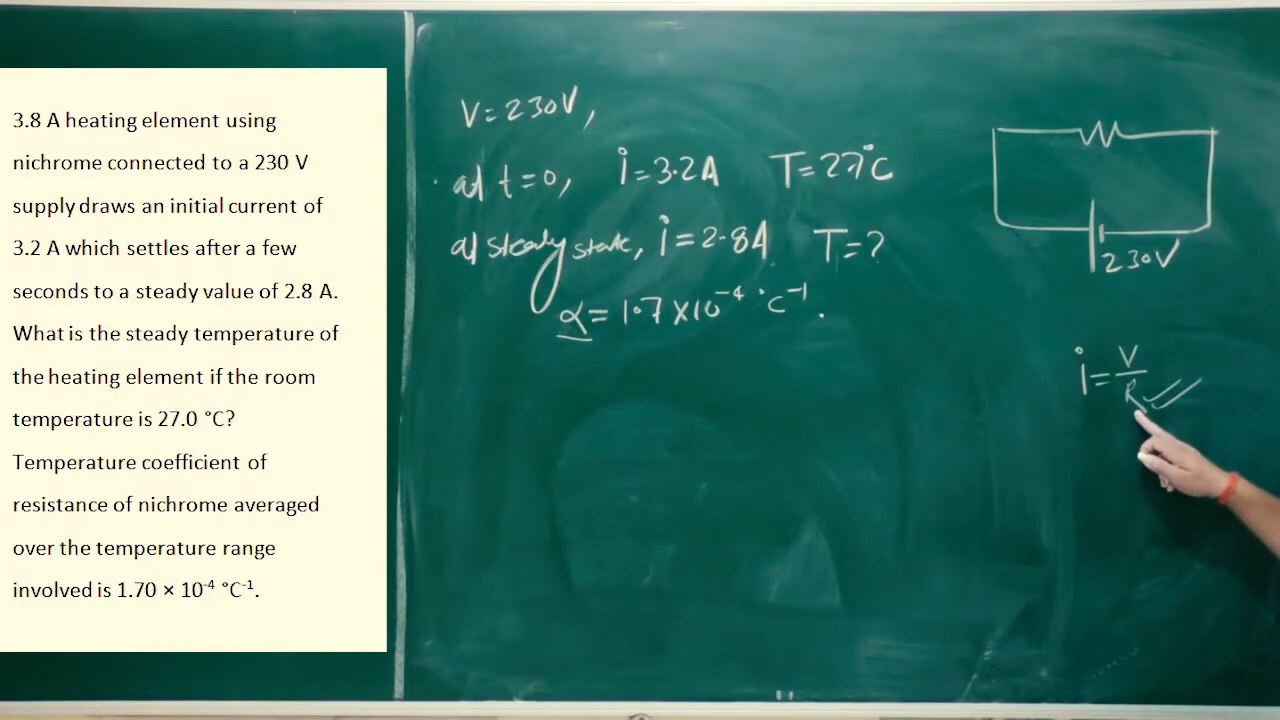 3.8 A heating element using
nichrome connected to a 230 V
supply draws an initial current of
3.2 A which settles after a few
seconds to a steady value of 2.8 A.
What is the steady temperature of
the heating element if the room
temperature is 27.0 °C?
Temperature coefficient of
resistance of nichrome averaged
over the temperature range
involved is 1.70 × 10⁻⁴ °C⁻¹.
V = 230V,
at t=0, i = 3.2A T = 27°C
at steady state, i = 2.8A T = ?
α = 1.7 × 10⁻⁴ °C⁻¹.
230V
i = V/R